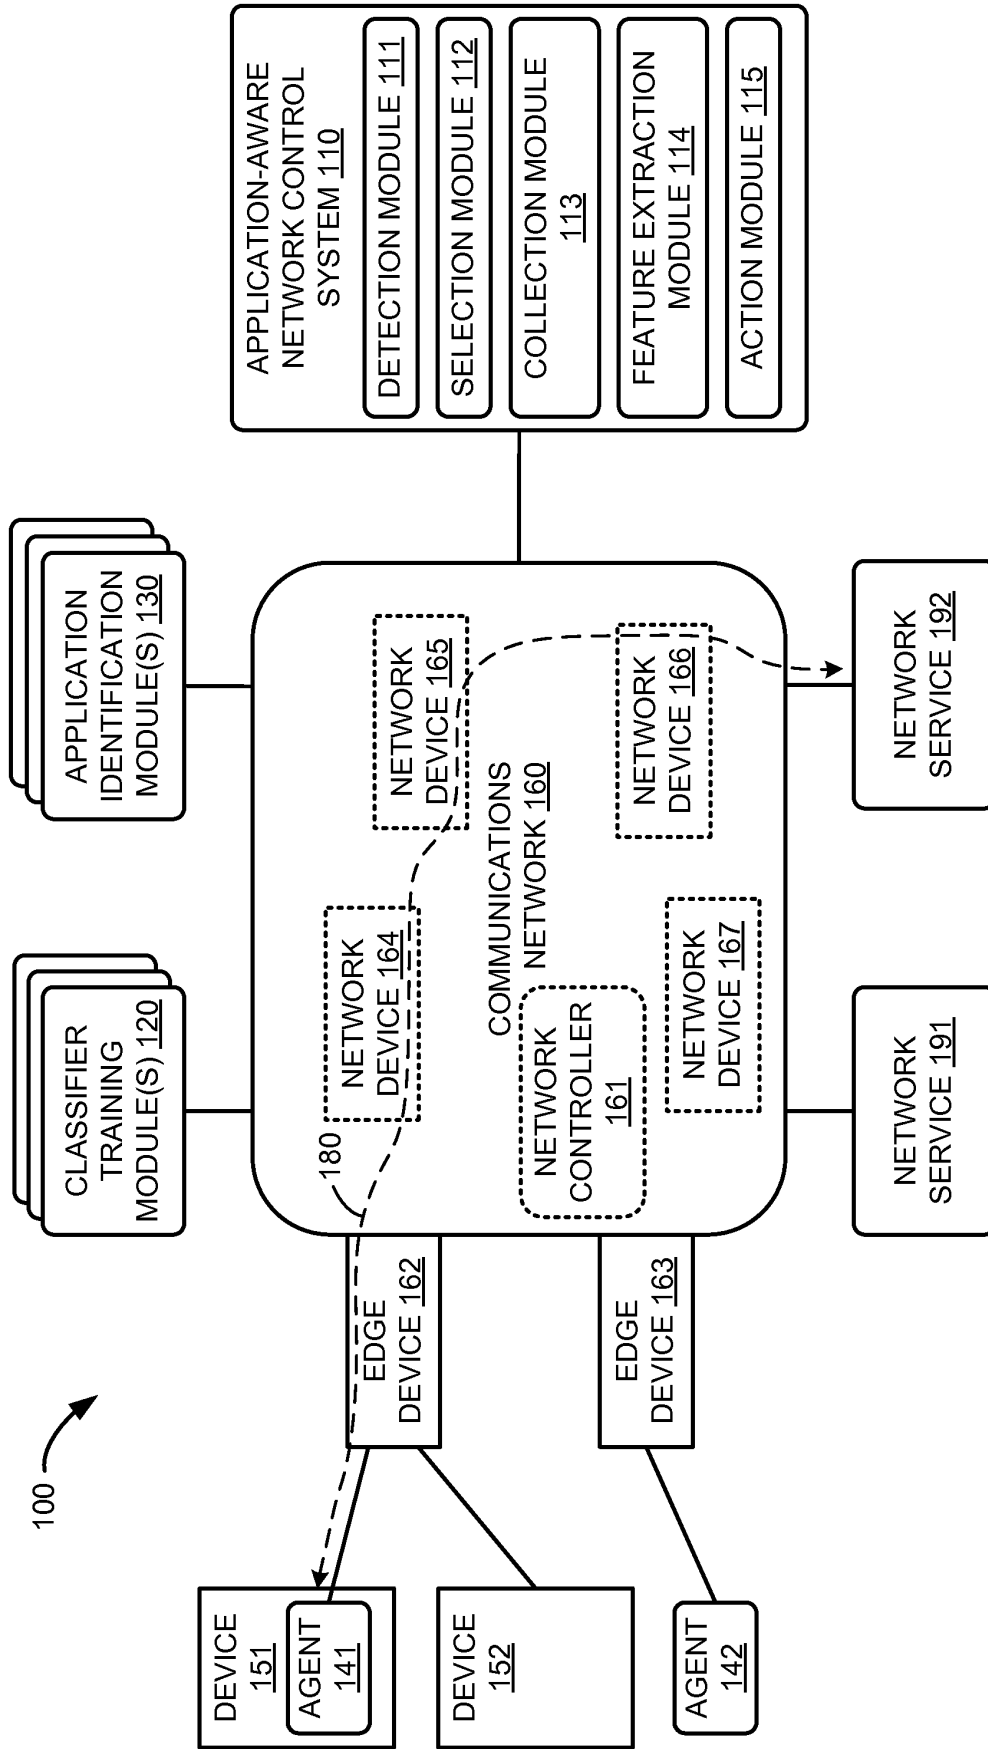 100
CLASSIFIER
TRAINING
MODULE(S) 120
APPLICATION
IDENTIFICATION
MODULE(S) 130
APPLICATION-AWARE
NETWORK CONTROL
SYSTEM 110
DETECTION MODULE 111
SELECTION MODULE 112
COLLECTION MODULE
113
FEATURE EXTRACTION
MODULE 114
ACTION MODULE 115
DEVICE
151
AGENT
141
DEVICE
152
AGENT
142
EDGE
DEVICE 162
EDGE
DEVICE 163
180
NETWORK
DEVICE 164
NETWORK
DEVICE 165
COMMUNICATIONS
NETWORK 160
NETWORK
CONTROLLER
161
NETWORK
DEVICE 166
NETWORK
DEVICE 167
NETWORK
SERVICE 191
NETWORK
SERVICE 192